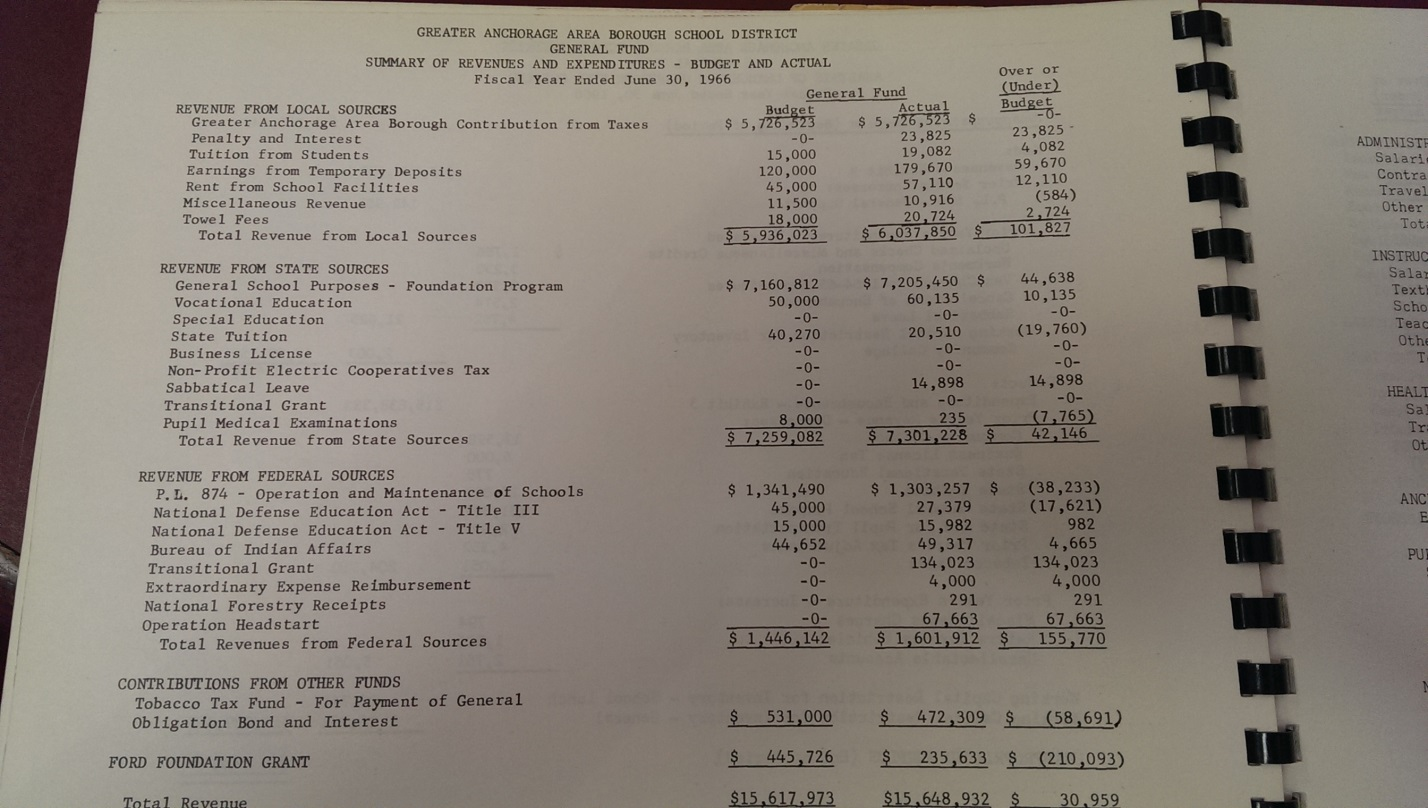 GREATER ANCHORAGE AREA BOROUGH SCHOOL DISTRICT
GENERAL FUND
SUMMARY OF REVENUES AND EXPENDITURES - BUDGET AND ACTUAL
Fiscal Year Ended June 30, 1966
General Fund Over or (Under)
REVENUE FROM LOCAL SOURCES Budget Actual Budget
Greater Anchorage Area Borough Contribution from Taxes $ 5,726,523 $ 5,726,523 $ -0-
Penalty and Interest -0- 23,825 23,825
Tuition from Students 15,000 19,082 4,082
Earnings from Temporary Deposits 120,000 179,670 59,670
Rent from School Facilities 45,000 57,110 12,110
Miscellaneous Revenue 11,500 10,916 (584)
Towel Fees 18,000 20,724 2,724
Total Revenue from Local Sources $ 5,936,023 $ 6,037,850 $ 101,827
REVENUE FROM STATE SOURCES
General School Purposes - Foundation Program $ 7,160,812 $ 7,205,450 $ 44,638
Vocational Education 50,000 60,135 10,135
Special Education -0- -0- -0-
State Tuition 40,270 20,510 (19,760)
Business License -0- -0- -0-
Non-Profit Electric Cooperatives Tax -0- -0- -0-
Sabbatical Leave -0- 14,898 14,898
Transitional Grant -0- -0- -0-
Pupil Medical Examinations 8,000 235 (7,765)
Total Revenue from State Sources $ 7,259,082 $ 7,301,228 $ 42,146
REVENUE FROM FEDERAL SOURCES
P.L. 874 - Operation and Maintenance of Schools $ 1,341,490 $ 1,303,257 $ (38,233)
National Defense Education Act - Title III 45,000 27,379 (17,621)
National Defense Education Act - Title V 15,000 15,982 982
Bureau of Indian Affairs 44,652 49,317 4,665
Transitional Grant -0- 134,023 134,023
Extraordinary Expense Reimbursement -0- 4,000 4,000
National Forestry Receipts -0- 291 291
Operation Headstart -0- 67,663 67,663
Total Revenues from Federal Sources $ 1,446,142 $ 1,601,912 $ 155,770
CONTRIBUTIONS FROM OTHER FUNDS
Tobacco Tax Fund - For Payment of General
Obligation Bond and Interest $ 531,000 $ 472,309 $ (58,691)
FORD FOUNDATION GRANT $ 445,726 $ 235,633 $ (210,093)
Total Revenue $15,617,973 $15,648,932 $ 30,959
ADMINISTR
Salari
Contra
Travel
Other
Tot
INSTRUC
Salar
Text
Scho
Teac
Othe
T
HEALT
Sal
Tr
Ot
ANC
E
PU